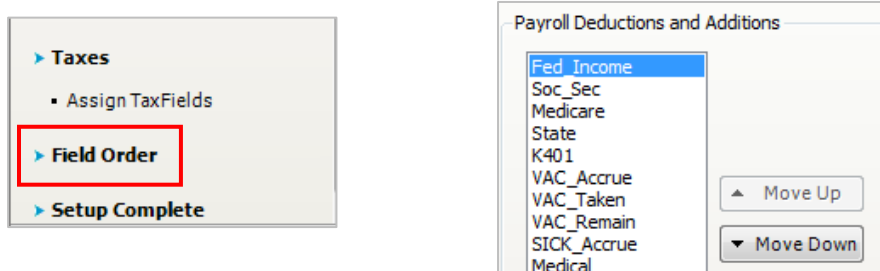 Taxes
Assign TaxFields
Field Order
Setup Complete
Payroll Deductions and Additions
Fed_Income
Soc_Sec
Medicare
State
K401
VAC_Accrue
VAC_Taken
VAC_Remain
SICK_Accrue
Medical
Move Up
Move Down